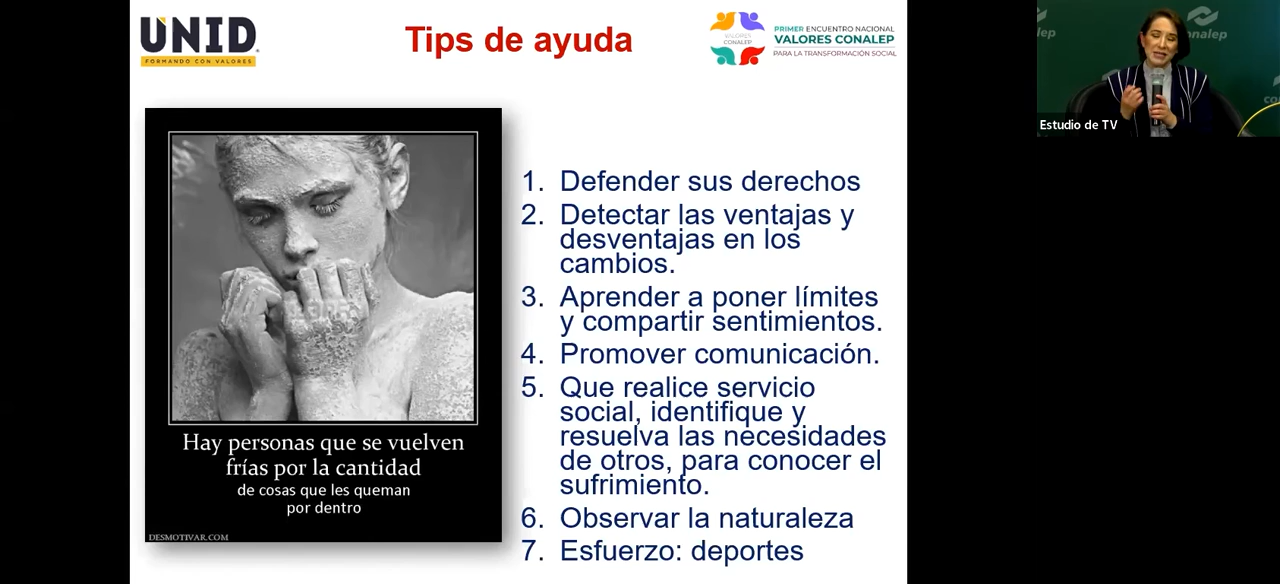 UNID
FORMANDO CON VALORES
Tips de ayuda
VALORES
CONALEP
PRIMER ENCUENTRO NACIONAL
VALORES CONALEP
PARA LA TRANSFORMACIÓN SOCIAL
Estudio de TV
Hay personas que se vuelven
frías por la cantidad
de cosas que les queman
por dentro
DESMOTIVAR.COM
1. Defender sus derechos
2. Detectar las ventajas y
desventajas en los
cambios.
3. Aprender a poner límites
y compartir sentimientos.
4. Promover comunicación.
5. Que realice servicio
social, identifique y
resuelva las necesidades
de otros, para conocer el
sufrimiento.
6. Observar la naturaleza
7. Esfuerzo: deportes